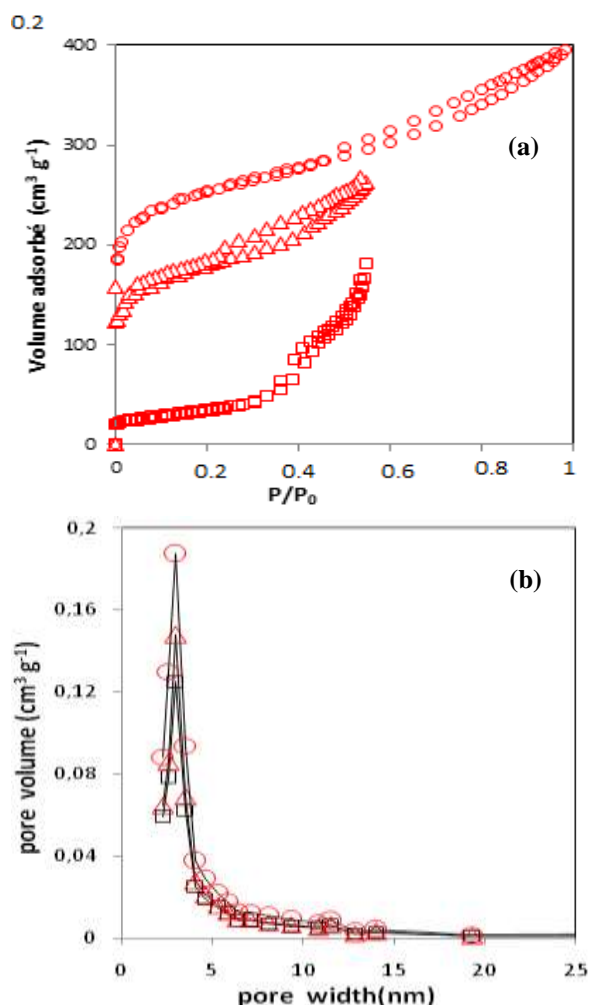 0.2
400
300
200
100
0
Volume adsorbé (cm³ g⁻¹)
(a)
0 0.2 0.4 0.6 0.8 1
P/P₀
0,2
0,16
0.12
0.08
0.04
0
pore volume (cm³ g⁻¹)
(b)
0 5 10 15 20 25
pore width(nm)